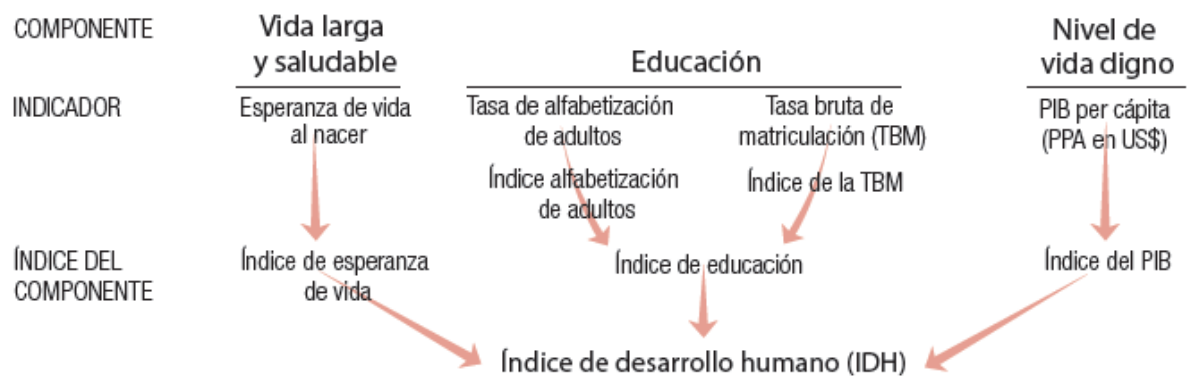 COMPONENTE
Vida larga
y saludable
Educación
Nivel de
vida digno
INDICADOR
Esperanza de vida
al nacer
Tasa de alfabetización
de adultos
Tasa bruta de
matriculación (TBM)
PIB per cápita
(PPA en US$)
Índice alfabetización
de adultos
Índice de la TBM
ÍNDICE DEL
COMPONENTE
Índice de esperanza
de vida
Índice de educación
Índice del PIB
Índice de desarrollo humano (IDH)